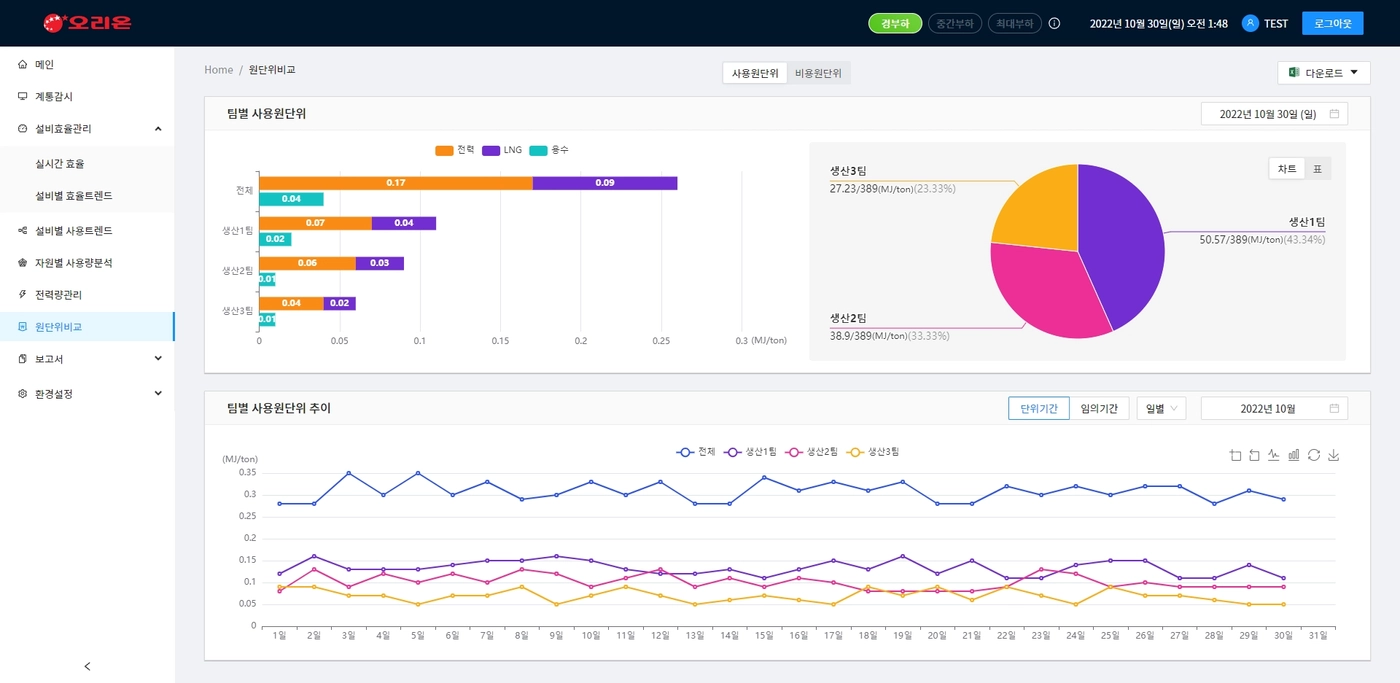 오리온
경부하 중간부하 최대부하 2022년 10월 30일(일) 오전 1:48 TEST 로그아웃
메인
계통감시
설비효율관리
실시간 효율
설비별 효율트렌드
설비별 사용트렌드
자원별 사용량분석
전력량관리
원단위비교
보고서
환경설정
Home / 원단위비교
사용원단위 비용원단위
다운로드
팀별 사용원단위
2022년 10월 30일 (일)
전력 LNG 용수
전체 0.17 0.09
0.04
생산1팀 0.07 0.04
0.02
생산2팀 0.06 0.03
0.01
생산3팀 0.04 0.02
0.01
0 0.05 0.1 0.15 0.2 0.25 0.3 (MJ/ton)
차트 표
생산3팀
27.23/389(MJ/ton)(23.33%)
생산1팀
50.57/389(MJ/ton)(43.34%)
생산2팀
38.9/389(MJ/ton)(33.33%)
팀별 사용원단위 추이
단위기간 임의기간 일별 2022년 10월
전체 생산1팀 생산2팀 생산3팀
(MJ/ton)
0.35
0.3
0.25
0.2
0.15
0.1
0.05
0
1일 2일 3일 4일 5일 6일 7일 8일 9일 10일 11일 12일 13일 14일 15일 16일 17일 18일 19일 20일 21일 22일 23일 24일 25일 26일 27일 28일 29일 30일 31일